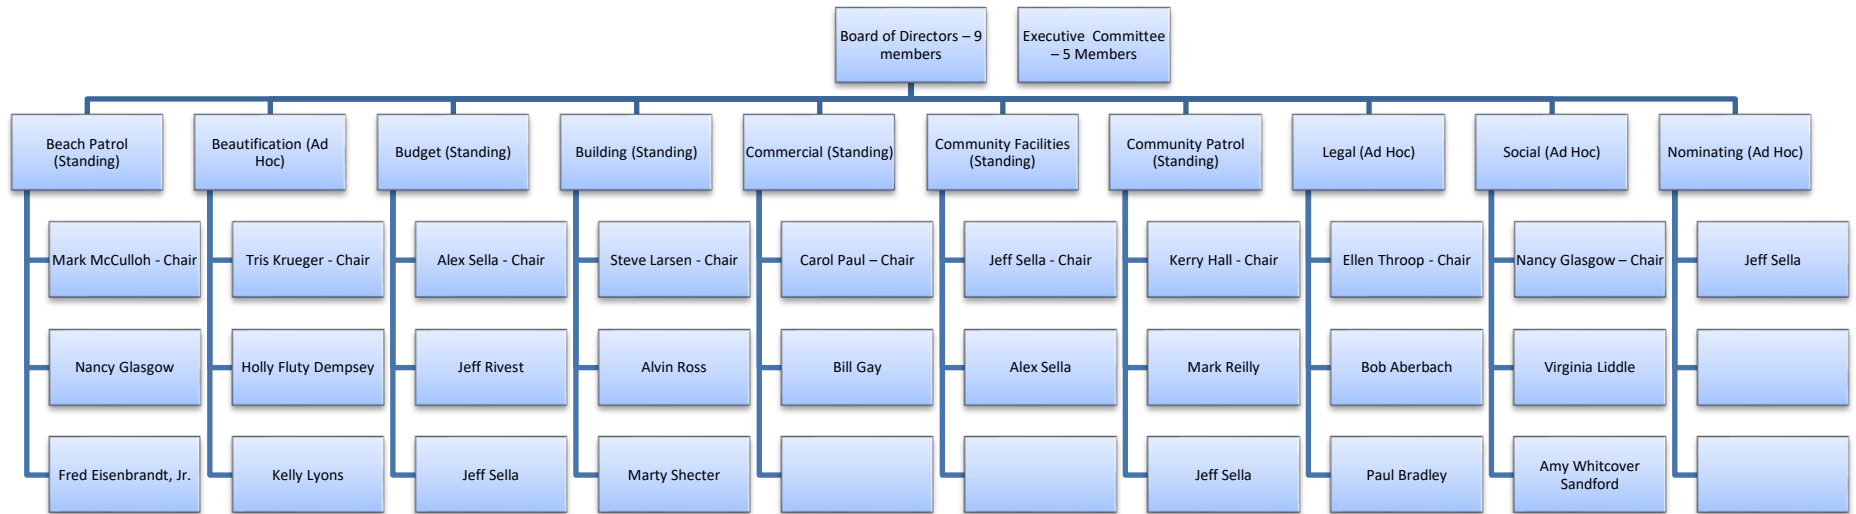 Board of Directors – 9
members
Executive Committee
– 5 Members
Beach Patrol
(Standing)
Beautification (Ad
Hoc)
Budget (Standing)
Building (Standing)
Commercial (Standing)
Community Facilities
(Standing)
Community Patrol
(Standing)
Legal (Ad Hoc)
Social (Ad Hoc)
Nominating (Ad Hoc)
Mark McCulloh - Chair
Tris Krueger - Chair
Alex Sella - Chair
Steve Larsen - Chair
Carol Paul – Chair
Jeff Sella - Chair
Kerry Hall - Chair
Ellen Throop - Chair
Nancy Glasgow – Chair
Jeff Sella
Nancy Glasgow
Holly Fluty Dempsey
Jeff Rivest
Alvin Ross
Bill Gay
Alex Sella
Mark Reilly
Bob Aberbach
Virginia Liddle
Fred Eisenbrandt, Jr.
Kelly Lyons
Jeff Sella
Marty Shecter
Jeff Sella
Paul Bradley
Amy Whitcover
Sandford